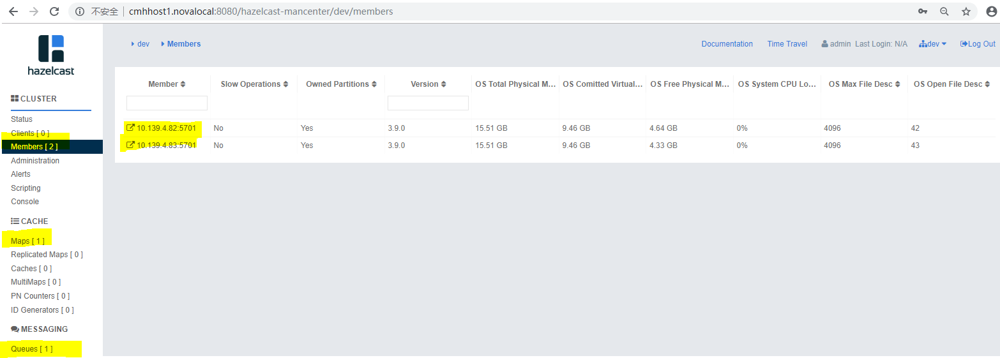 不安全 cmhhost1.novalocal:8080/hazelcast-mancenter/dev/members
hazelcast
dev Members
Documentation Time Travel admin Last Login: N/A dev Log Out
CLUSTER
Status
Clients [ 0 ]
Members [ 2 ]
Administration
Alerts
Scripting
Console
CACHE
Maps [ 1 ]
Replicated Maps [ 0 ]
Caches [ 0 ]
MultiMaps [ 0 ]
PN Counters [ 0 ]
ID Generators [ 0 ]
MESSAGING
Queues [ 1 ]
Member Slow Operations Owned Partitions Version OS Total Physical M... OS Comitted Virtual... OS Free Physical M... OS System CPU Lo... OS Max File Desc OS Open File Desc
10.139.4.82:5701 No Yes 3.9.0 15.51 GB 9.46 GB 4.64 GB 0% 4096 42
10.139.4.83:5701 No Yes 3.9.0 15.51 GB 9.46 GB 4.33 GB 0% 4096 43